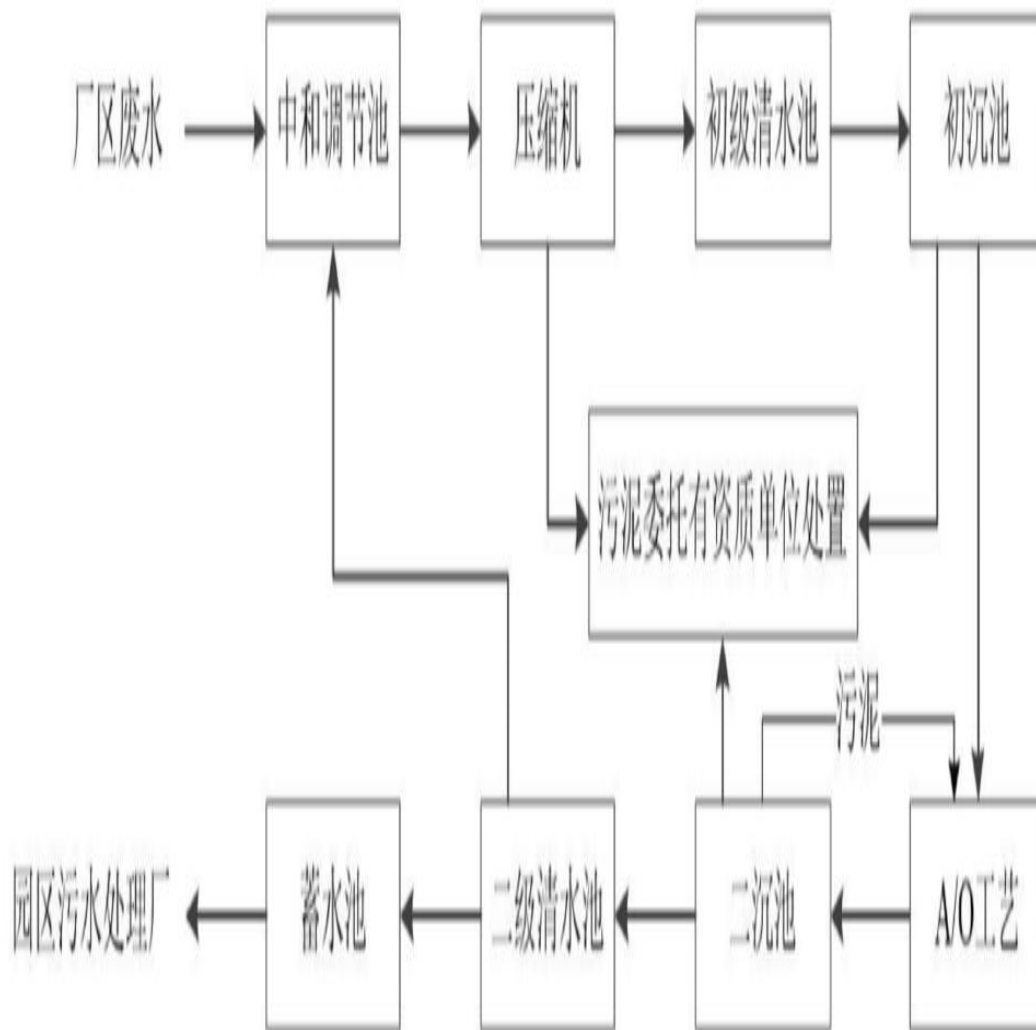 厂区废水
中和调节池
压缩机
初级清水池
初沉池
污泥委托有资质单位处置
污泥
园区污水处理厂
蓄水池
二级清水池
二沉池
A/O工艺